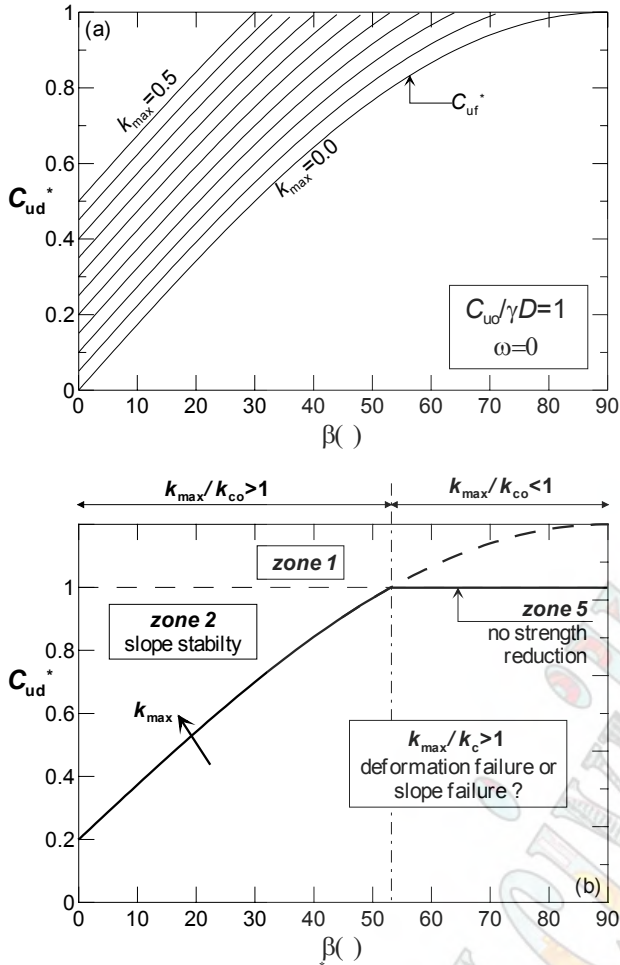 (a)
1
0.8
0.6
0.4
0.2
0
C_ud*
k_max=0.5
k_max=0.0
C_uf*
C_uo/γD=1
ω=0
0 10 20 30 40 50 60 70 80 90
β( )
k_max/k_co>1
k_max/k_co<1
zone 1
1
0.8
0.6
0.4
0.2
0
C_ud*
zone 2
slope stabilty
zone 5
no strength
reduction
k_max
k_max/k_c>1
deformation failure or
slope failure ?
(b)
0 10 20 30 40 50 60 70 80 90
β( )